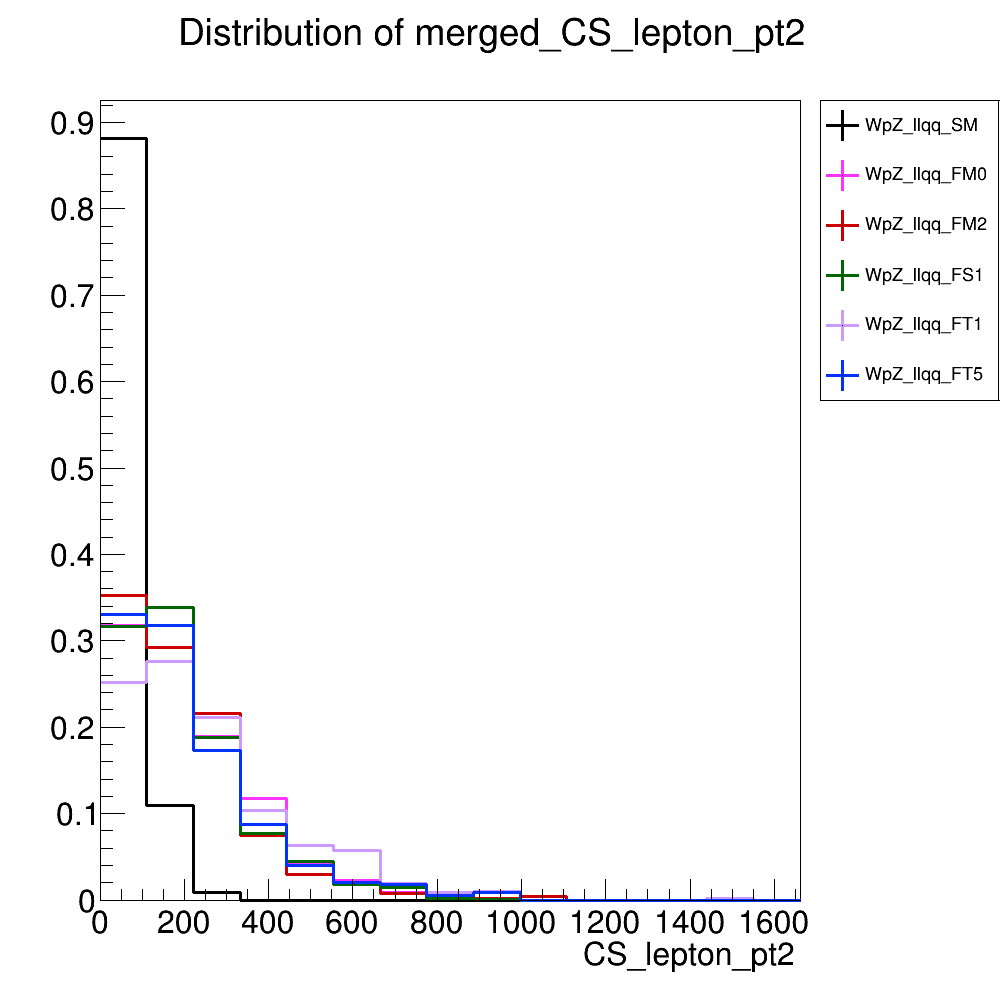 Distribution of merged_CS_lepton_pt2
WpZ_llqq_SM
WpZ_llqq_FM0
WpZ_llqq_FM2
WpZ_llqq_FS1
WpZ_llqq_FT1
WpZ_llqq_FT5
0.9
0.8
0.7
0.6
0.5
0.4
0.3
0.2
0.1
0
0 200 400 600 800 1000 1200 1400 1600
CS_lepton_pt2